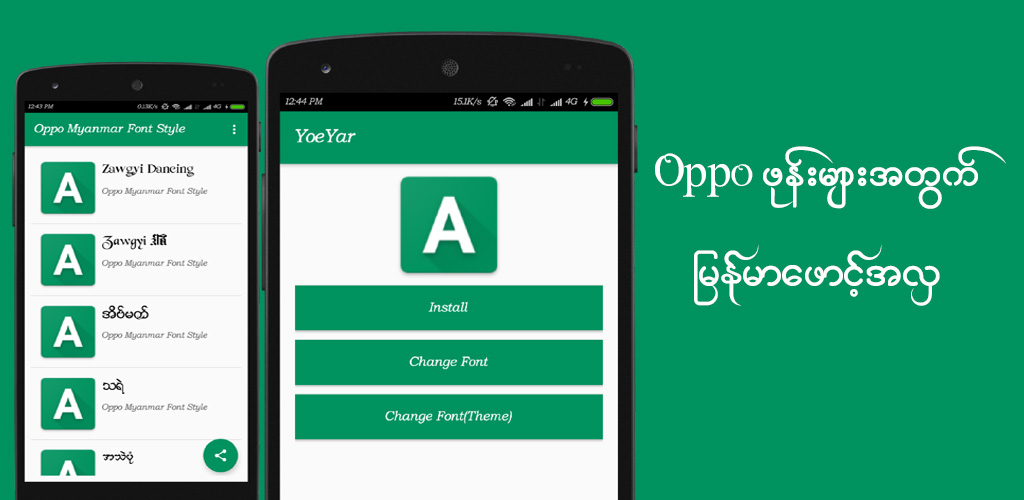 12:43 PM 0.13K/s 4G
Oppo Myanmar Font Style
A
Zawgyi Dancing
Oppo Myanmar Font Style
A
Zawgyi
Oppo Myanmar Font Style
A
အိပ်မက်
Oppo Myanmar Font Style
A
သရဲ
Oppo Myanmar Font Style
A
အသဲပုံ
12:44 PM 15.1K/s 4G
YoeYar
A
Install
Change Font
Change Font(Theme)
Oppo ဖုန်းများအတွက်
မြန်မာဖောင့်အလှ